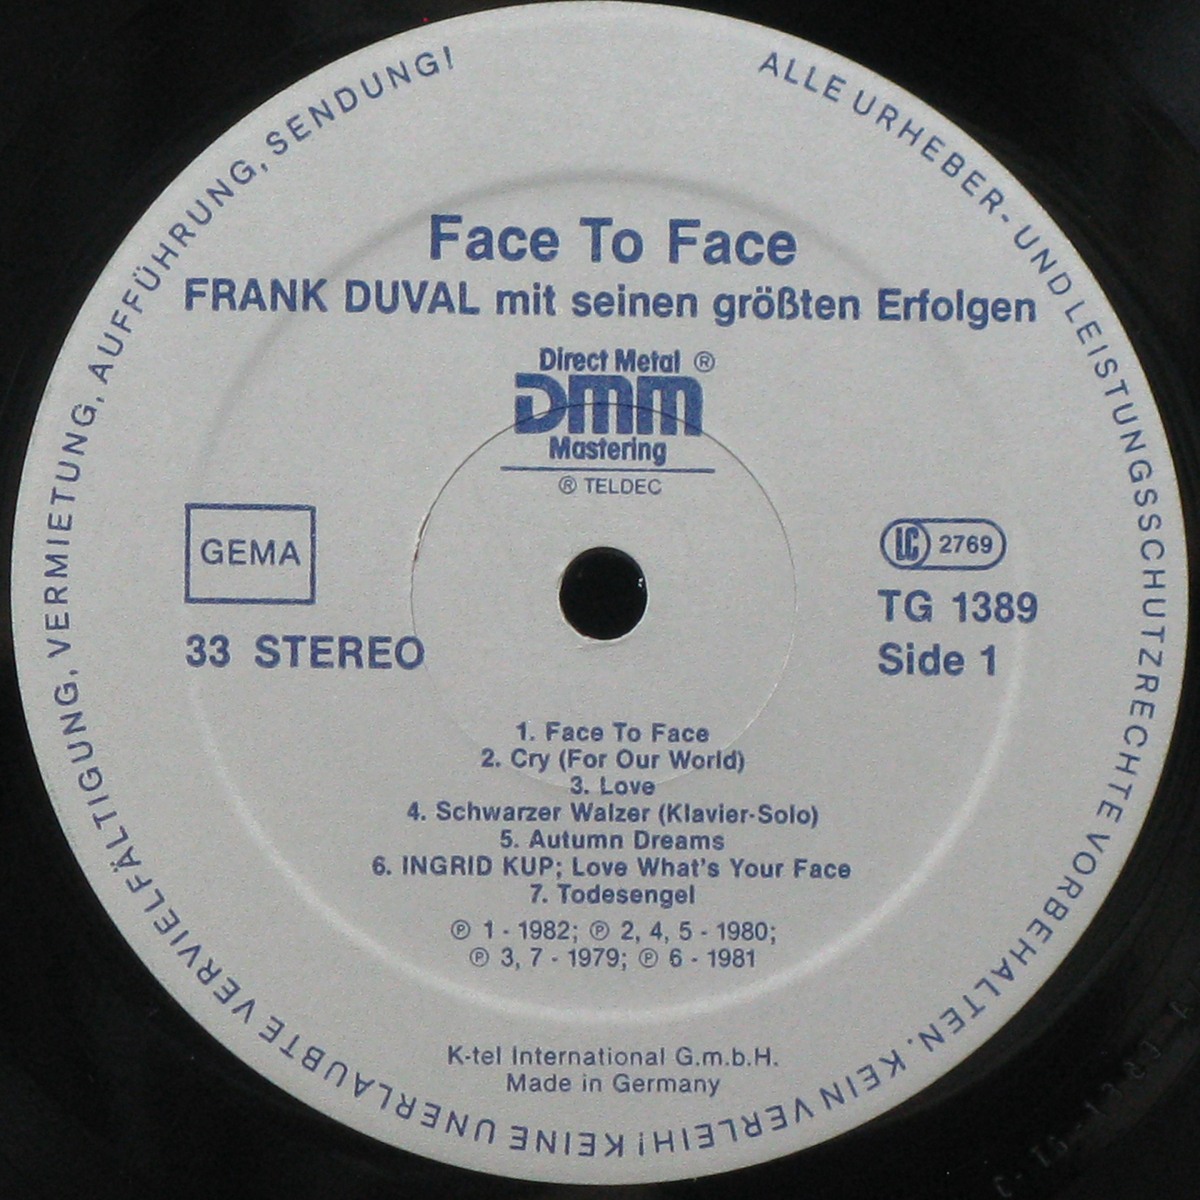 ALLE URHEBER- UND LEISTUNGSSCHUTZRECHTE VORBEHALTEN. KEIN VERLEIH! KEINE UNERLAUBTE VERVIELFÄLTIGUNG, VERMIETUNG, AUFFÜHRUNG, SENDUNG!
Face To Face
FRANK DUVAL mit seinen größten Erfolgen
Direct Metal ®
DMM
Mastering
® TELDEC
GEMA
LC 2769
TG 1389
33 STEREO
Side 1
1. Face To Face
2. Cry (For Our World)
3. Love
4. Schwarzer Walzer (Klavier-Solo)
5. Autumn Dreams
6. INGRID KUP; Love What's Your Face
7. Todesengel
℗ 1 - 1982; ℗ 2, 4, 5 - 1980;
℗ 3, 7 - 1979; ℗ 6 - 1981
K-tel International G.m.b.H.
Made in Germany